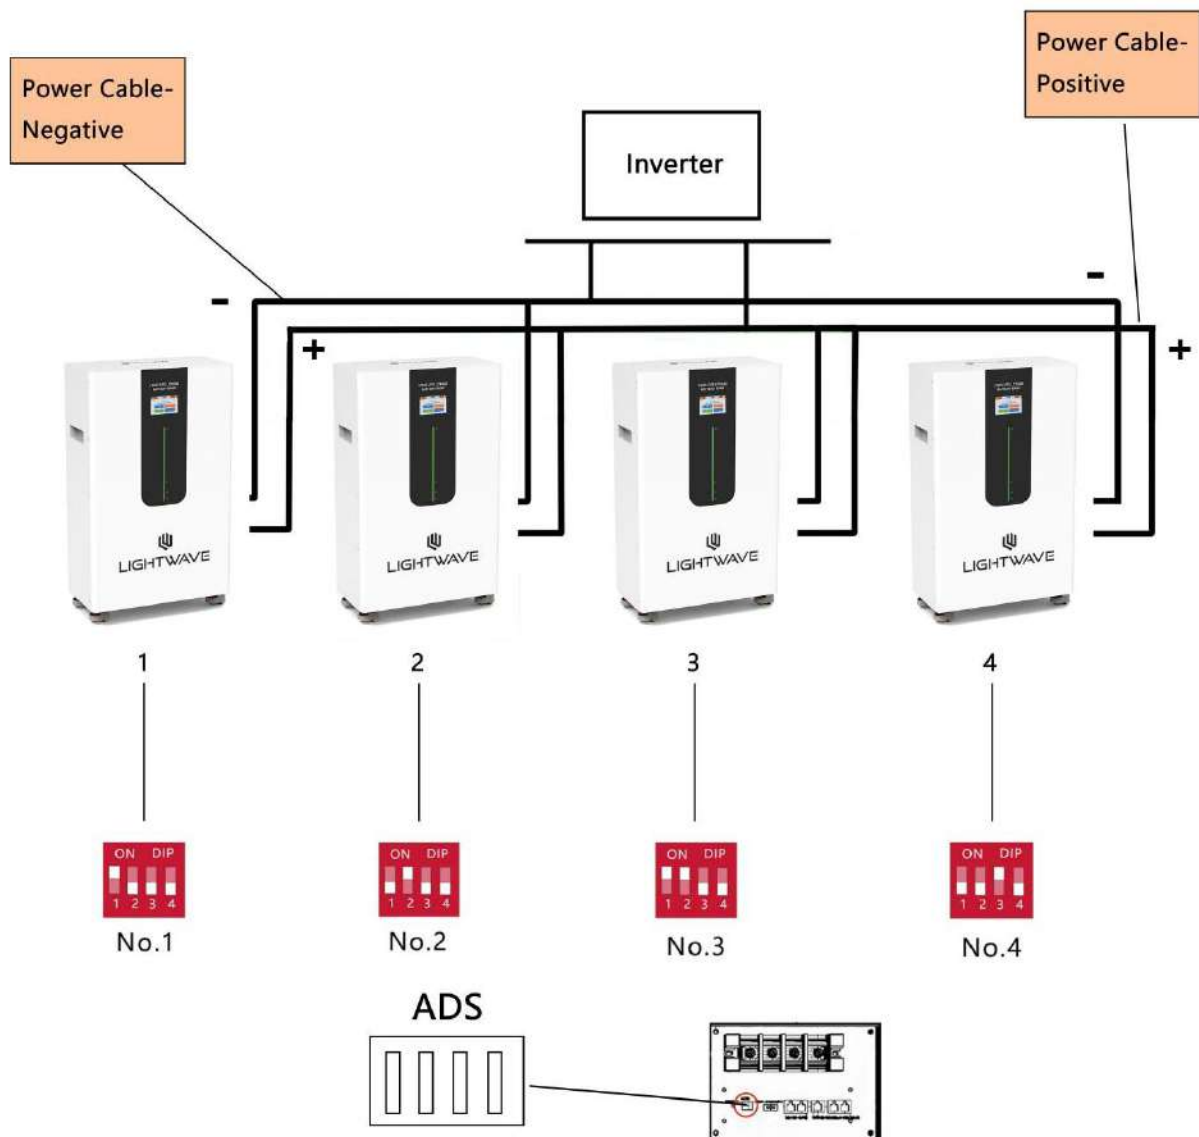 Power Cable-
Negative
Power Cable-
Positive
Inverter
-
-
+
+
LIGHTWAVE
LIGHTWAVE
LIGHTWAVE
LIGHTWAVE
1
2
3
4
ON DIP
1 2 3 4
No.1
ON DIP
1 2 3 4
No.2
ON DIP
1 2 3 4
No.3
ON DIP
1 2 3 4
No.4
ADS